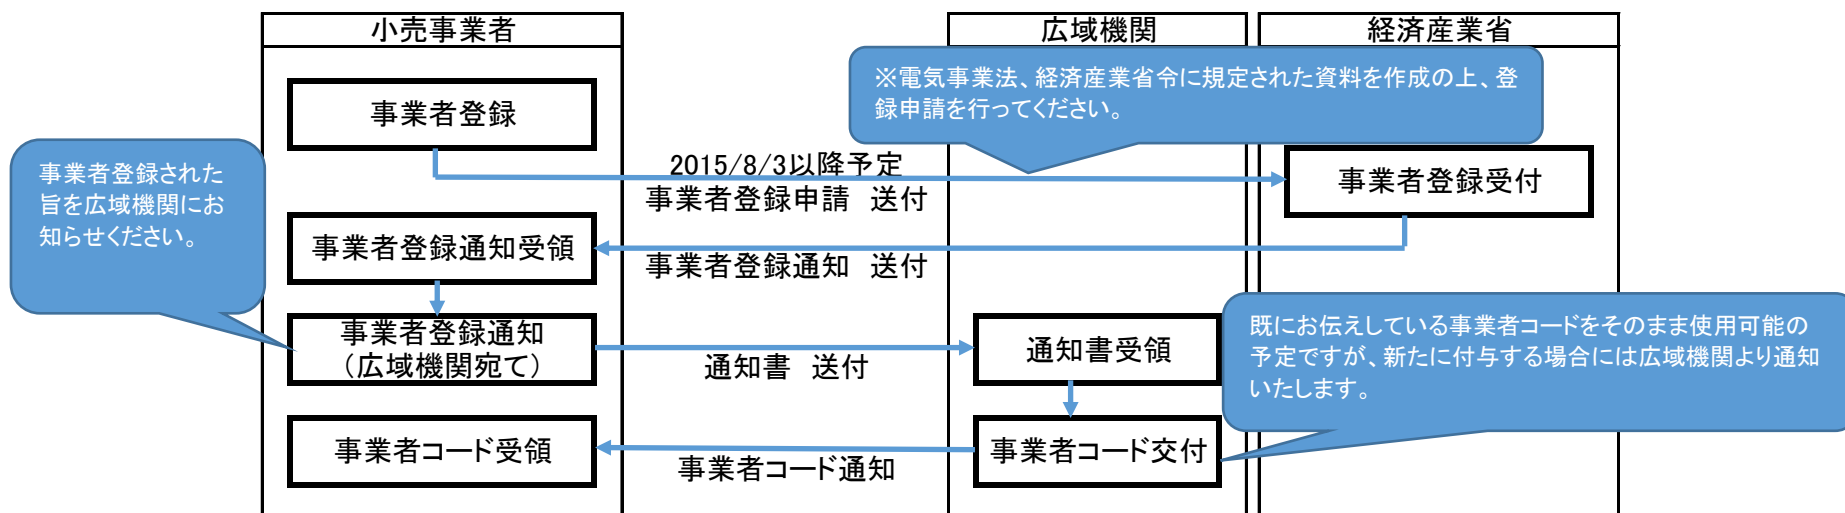 小売事業者
広域機関
経済産業省
※電気事業法、経済産業省令に規定された資料を作成の上、登
録申請を行ってください。
事業者登録
事業者登録された
旨を広域機関にお
知らせください。
2015/8/3以降予定
事業者登録申請　送付
事業者登録受付
事業者登録通知受領
事業者登録通知　送付
事業者登録通知
（広域機関宛て）
通知書　送付
通知書受領
既にお伝えしている事業者コードをそのまま使用可能の
予定ですが、新たに付与する場合には広域機関より通知
いたします。
事業者コード受領
事業者コード通知
事業者コード交付